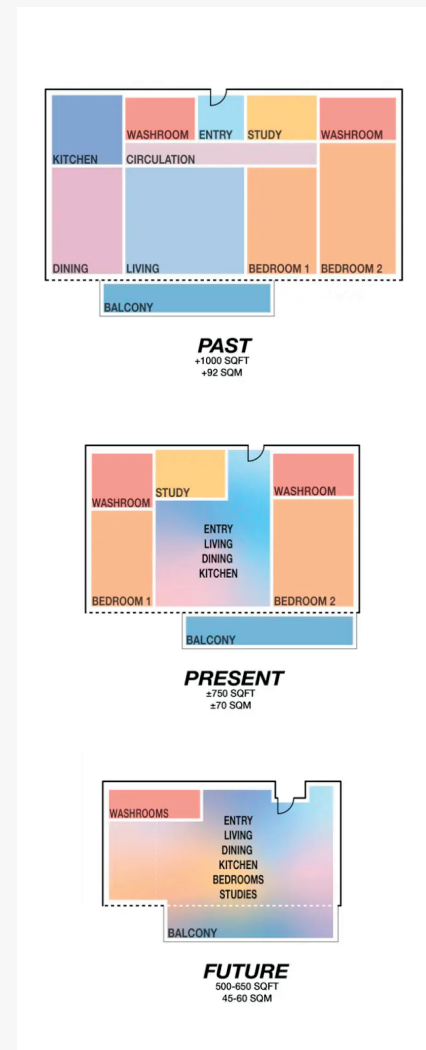 WASHROOM ENTRY STUDY WASHROOM
KITCHEN CIRCULATION
DINING LIVING BEDROOM 1 BEDROOM 2
BALCONY
PAST
+1000 SQFT
+92 SQM
STUDY WASHROOM
WASHROOM
ENTRY
LIVING
DINING
KITCHEN
BEDROOM 1 BEDROOM 2
BALCONY
PRESENT
±750 SQFT
±70 SQM
WASHROOMS
ENTRY
LIVING
DINING
KITCHEN
BEDROOMS
STUDIES
BALCONY
FUTURE
500-650 SQFT
45-60 SQM